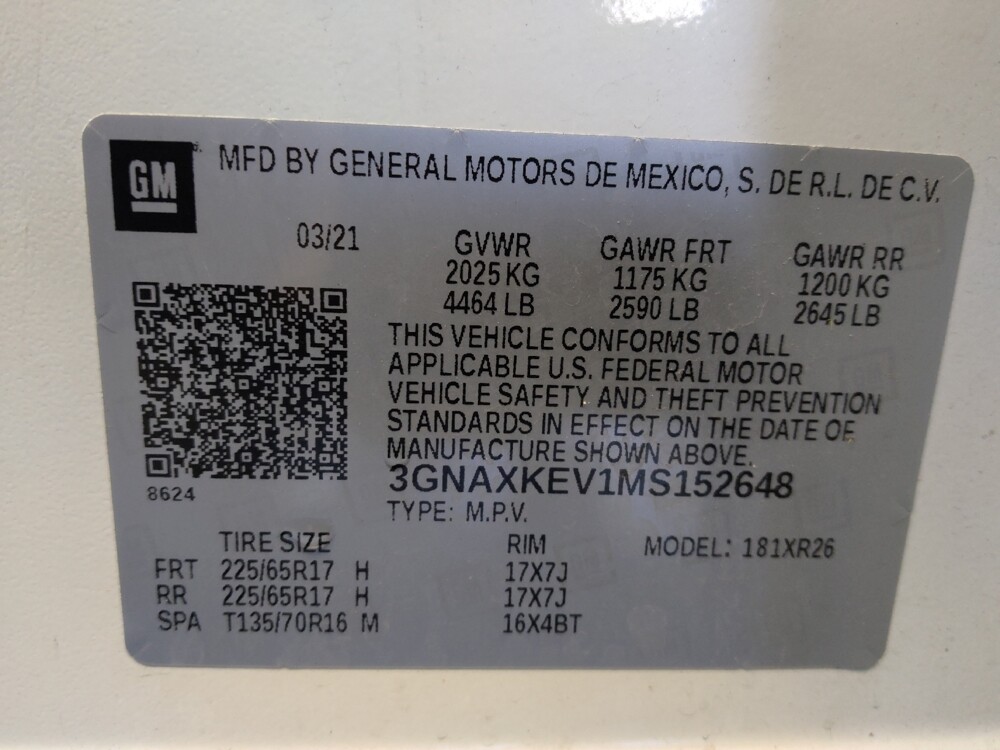 GM
MFD BY GENERAL MOTORS DE MEXICO, S. DE R.L. DE C.V.
03/21
GVWR GAWR FRT GAWR RR
2025 KG 1175 KG 1200 KG
4464 LB 2590 LB 2645 LB
THIS VEHICLE CONFORMS TO ALL
APPLICABLE U.S. FEDERAL MOTOR
VEHICLE SAFETY AND THEFT PREVENTION
STANDARDS IN EFFECT ON THE DATE OF
MANUFACTURE SHOWN ABOVE.
3GNAXKEV1MS152648
8624
TYPE: M.P.V.
TIRE SIZE RIM MODEL: 181XR26
FRT 225/65R17 H 17X7J
RR 225/65R17 H 17X7J
SPA T135/70R16 M 16X4BT